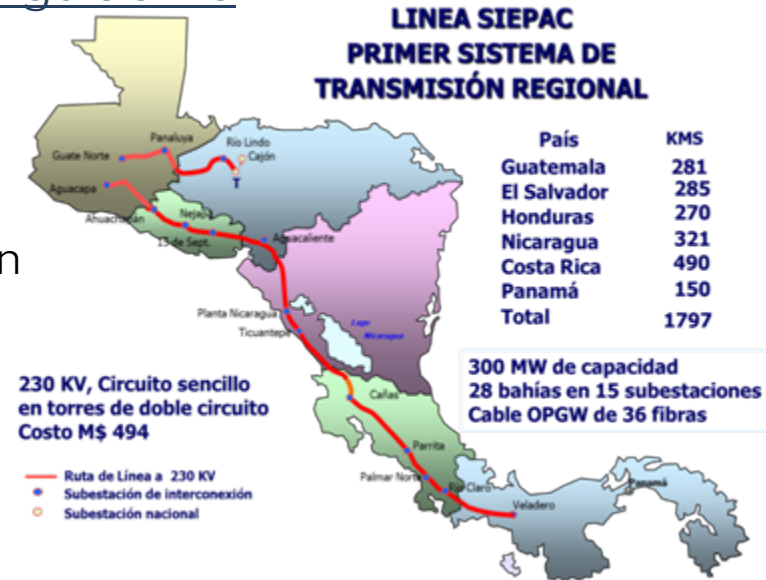 LINEA SIEPAC
PRIMER SISTEMA DE
TRANSMISIÓN REGIONAL
País KMS
Guatemala 281
El Salvador 285
Honduras 270
Nicaragua 321
Costa Rica 490
Panamá 150
Total 1797
300 MW de capacidad
28 bahías en 15 subestaciones
Cable OPGW de 36 fibras
Panaluya
Río Lindo
Guate Norte
Cajón
T
Aguacapa
Ahuachapán
Nejapa
15 de Sept.
Aguacaliente
n
Planta Nicaragua
Ticuantepe
Lago
Nicaragua
230 KV, Circuito sencillo
en torres de doble circuito
Costo M$ 494
Cañas
Parrita
Palmar Norte
Rio Claro
Veladero
Panamá
Ruta de Línea a 230 KV
Subestación de interconexión
Subestación nacional